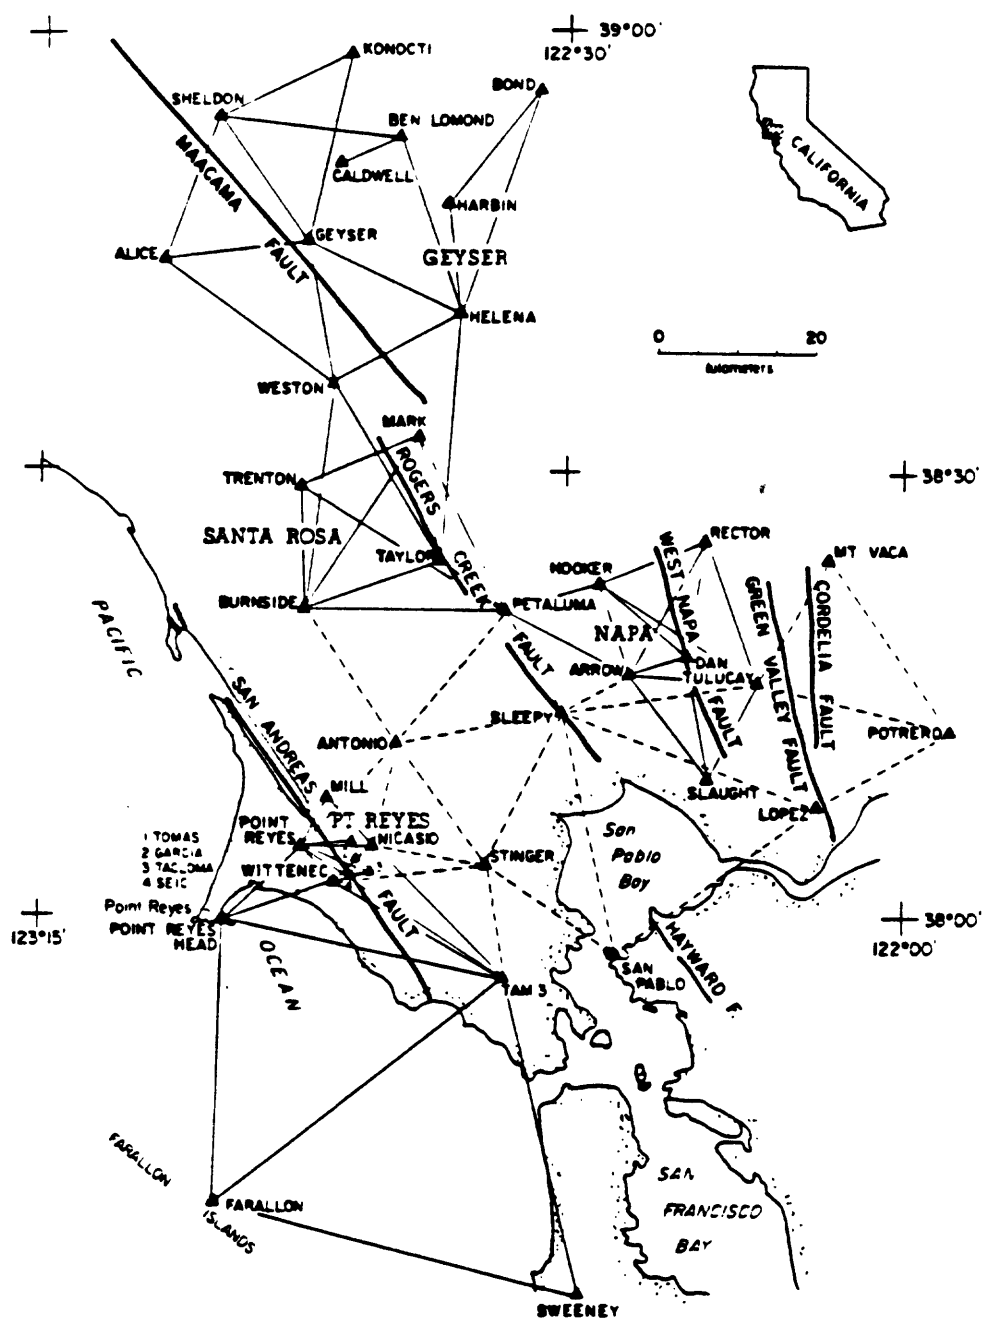 39°00'
122°30'
KONOCTI
BOND
SHELDON
BEN LOMOND
CALDWELL
MAACAMA
FAULT
HARBIN
GEYSER
ALICE
GEYSER
HELENA
CALIFORNIA
0 20
kilometers
WESTON
MARK
TRENTON
ROGERS
CREEK
FAULT
38°30'
SANTA ROSA
TAYLOR
RECTOR
MT VACA
HOOKER
WEST NAPA
FAULT
GREEN VALLEY FAULT
CORDELIA FAULT
BURNSIDE
PETALUMA
NAPA
PACIFIC
OCEAN
ARROW
DAN
TULUCAY
SAN ANDREAS
FAULT
SLEEPY
ANTONIO
POTRERO
MILL
SLAUGHT
LOPEZ
POINT
REYES
PT REYES
NICASIO
San
Pablo
Bay
1 TOMAS
2 GARCIA
3 TACLOMA
4 SEIC
WITTENEC
STINGER
Point Reyes
POINT REYES
HEAD
123°15'
38°00'
122°00'
HAYWARD F.
SAN
PABLO
TAM 3
FARALLON
ISLANDS
FARALLON
SAN
FRANCISCO
BAY
SWEENEY